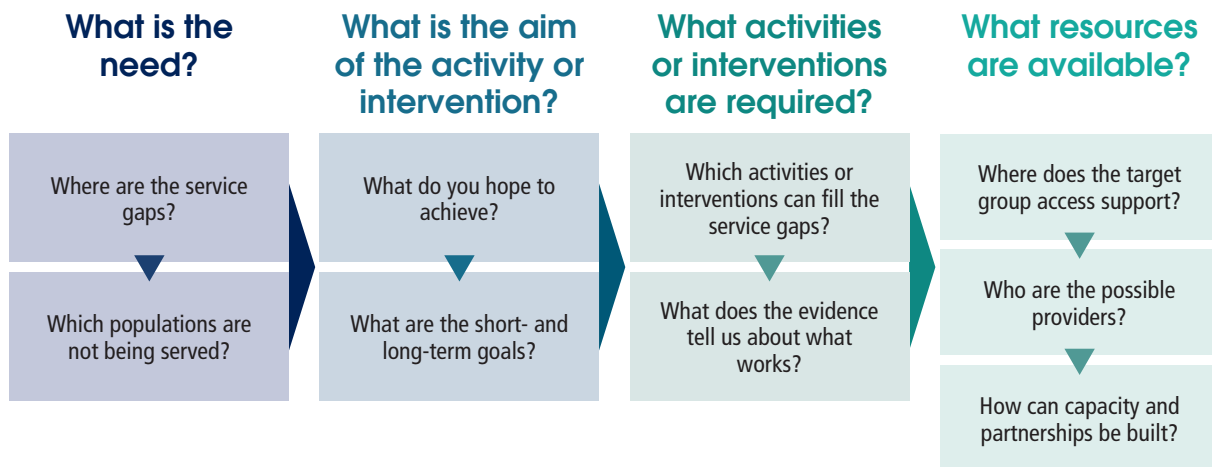 What is the
need?
Where are the service
gaps?
Which populations are
not being served?
What is the aim
of the activity or
intervention?
What do you hope to
achieve?
What are the short- and
long-term goals?
What activities
or interventions
are required?
Which activities or
interventions can fill the
service gaps?
What does the evidence
tell us about what
works?
What resources
are available?
Where does the target
group access support?
Who are the possible
providers?
How can capacity and
partnerships be built?